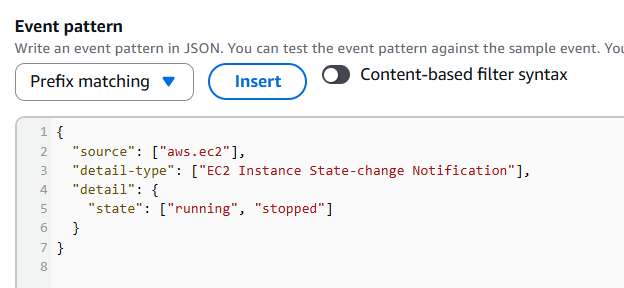 Event pattern
Write an event pattern in JSON. You can test the event pattern against the sample event.
Prefix matching Insert Content-based filter syntax
1 {
2   "source": ["aws.ec2"],
3   "detail-type": ["EC2 Instance State-change Notification"],
4   "detail": {
5     "state": ["running", "stopped"]
6   }
7 }
8